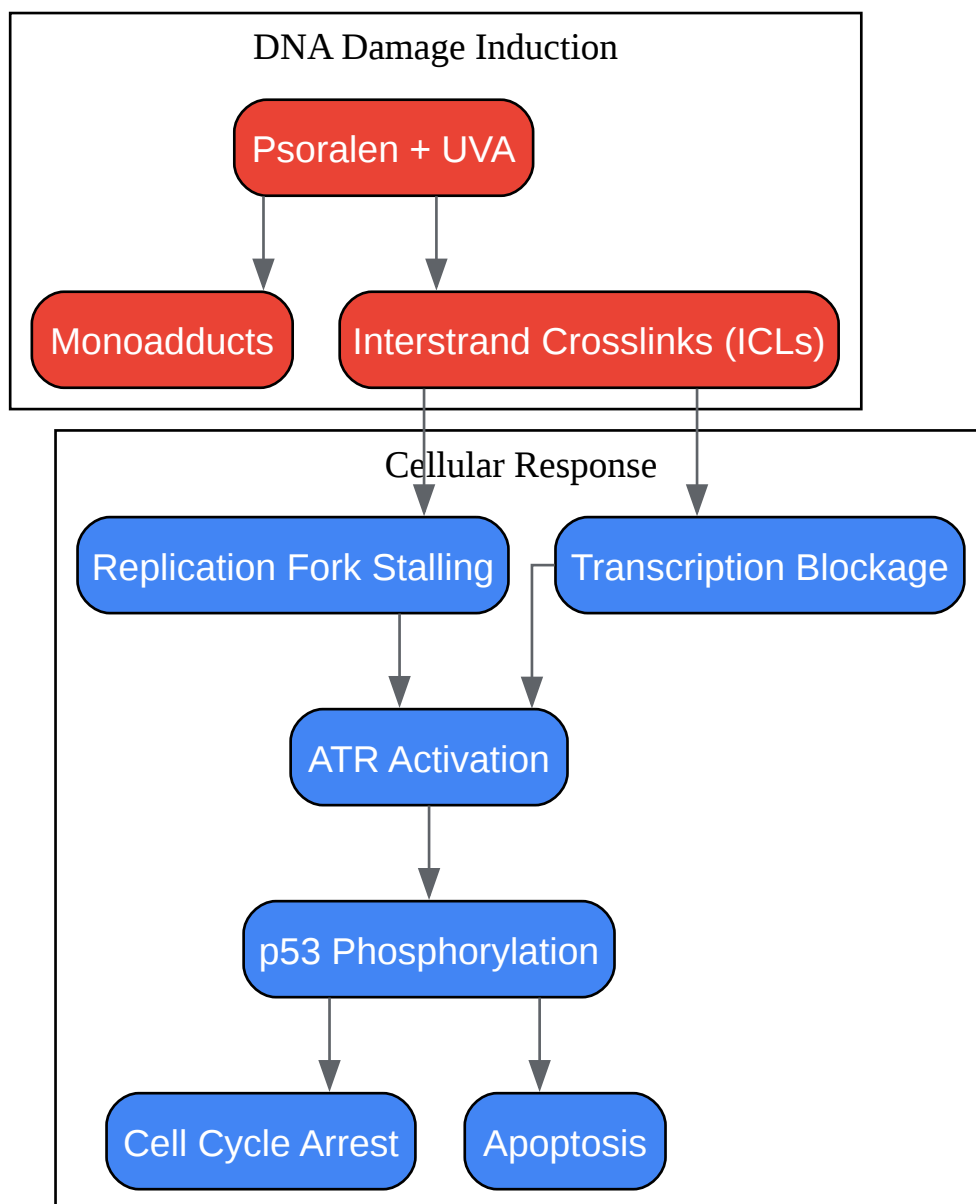 DNA Damage Induction
Psoralen + UVA
Monoadducts
Interstrand Crosslinks (ICLs)
Cellular Response
Replication Fork Stalling
Transcription Blockage
ATR Activation
p53 Phosphorylation
Cell Cycle Arrest
Apoptosis